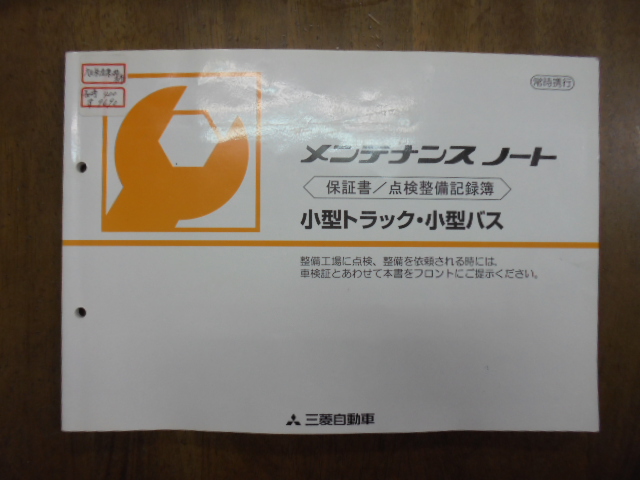 常時携行
メンテナンス ノート
保証書／点検整備記録簿
小型トラック・小型バス
整備工場に点検、整備を依頼される時には、
車検証とあわせて本書をフロントにご提示ください。
三菱自動車